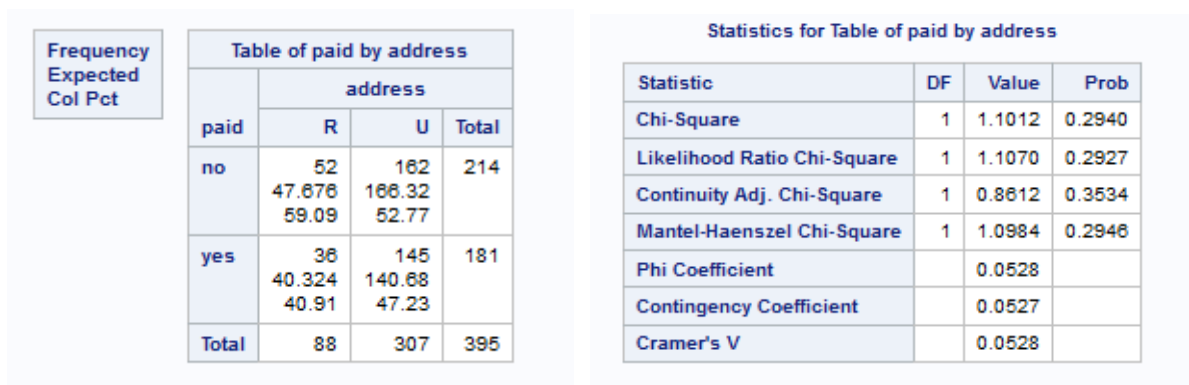 Frequency
Expected
Col Pct
Table of paid by address
address
paid R U Total
no 52 162 214
47.676 166.32
59.09 52.77
yes 36 145 181
40.324 140.68
40.91 47.23
Total 88 307 395
Statistics for Table of paid by address
Statistic DF Value Prob
Chi-Square 1 1.1012 0.2940
Likelihood Ratio Chi-Square 1 1.1070 0.2927
Continuity Adj. Chi-Square 1 0.8612 0.3534
Mantel-Haenszel Chi-Square 1 1.0984 0.2946
Phi Coefficient 0.0528
Contingency Coefficient 0.0527
Cramer's V 0.0528